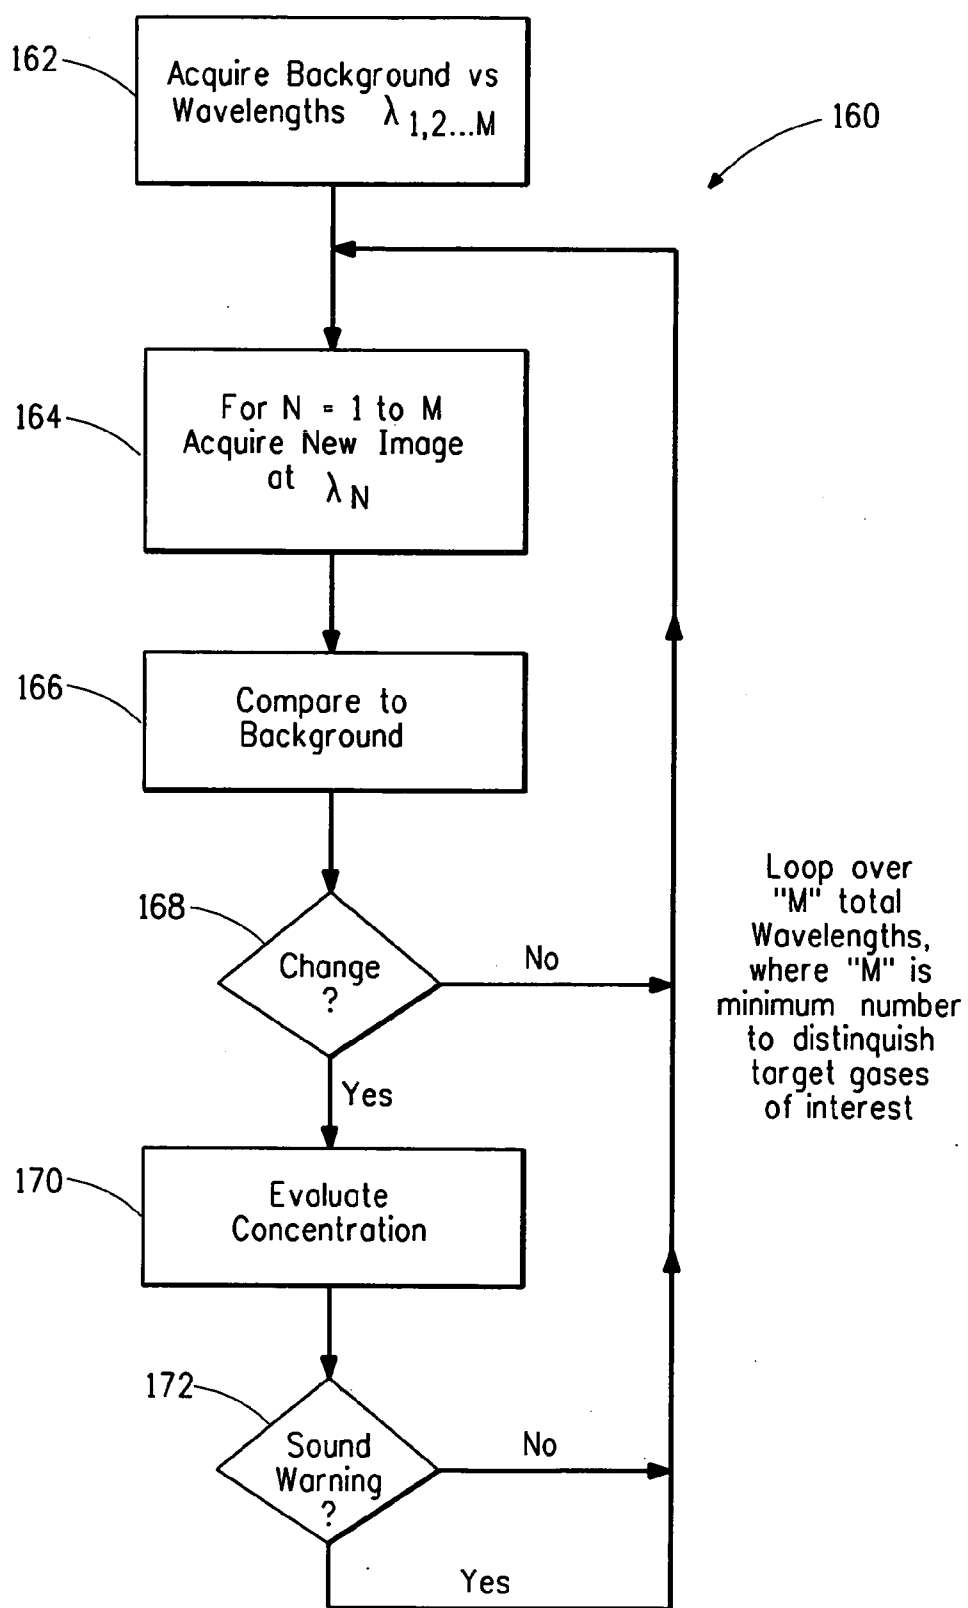 162
Acquire Background vs
Wavelengths λ1,2...M
160
164
For N = 1 to M
Acquire New Image
at λN
166
Compare to
Background
168
Change
?
No
Yes
Loop over
"M" total
Wavelengths,
where "M" is
minimum number
to distinquish
target gases
of interest
170
Evaluate
Concentration
172
Sound
Warning
?
No
Yes